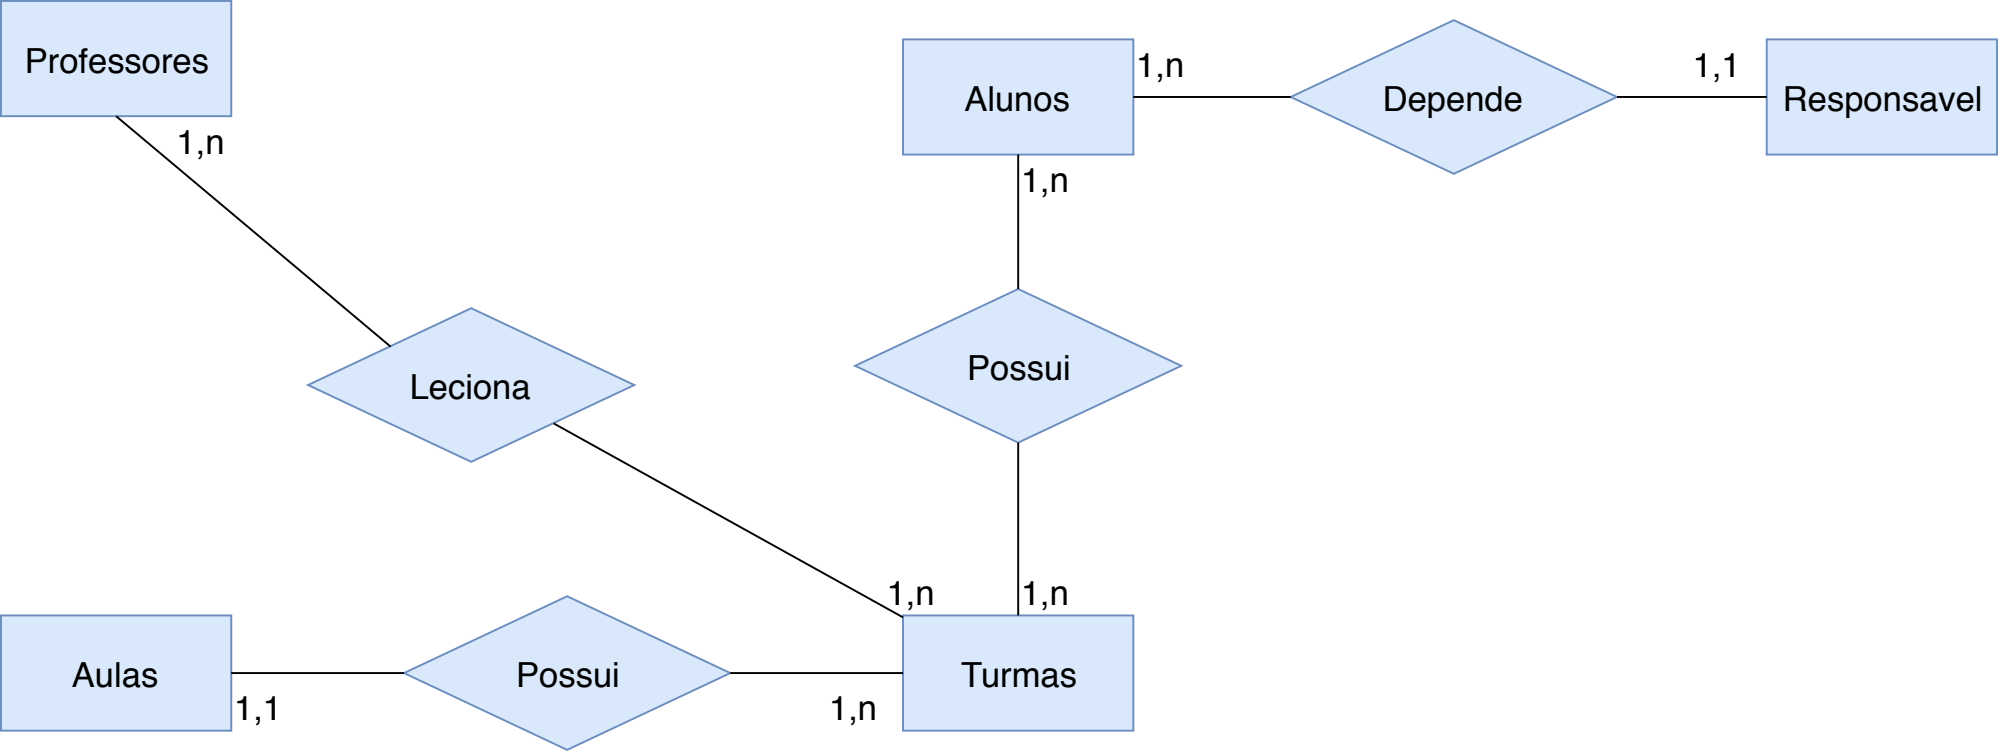 Professores
1,n
Alunos
1,n
Depende
1,1
Responsavel
1,n
Leciona
Possui
1,n
1,n
Aulas
1,1
Possui
1,n
Turmas